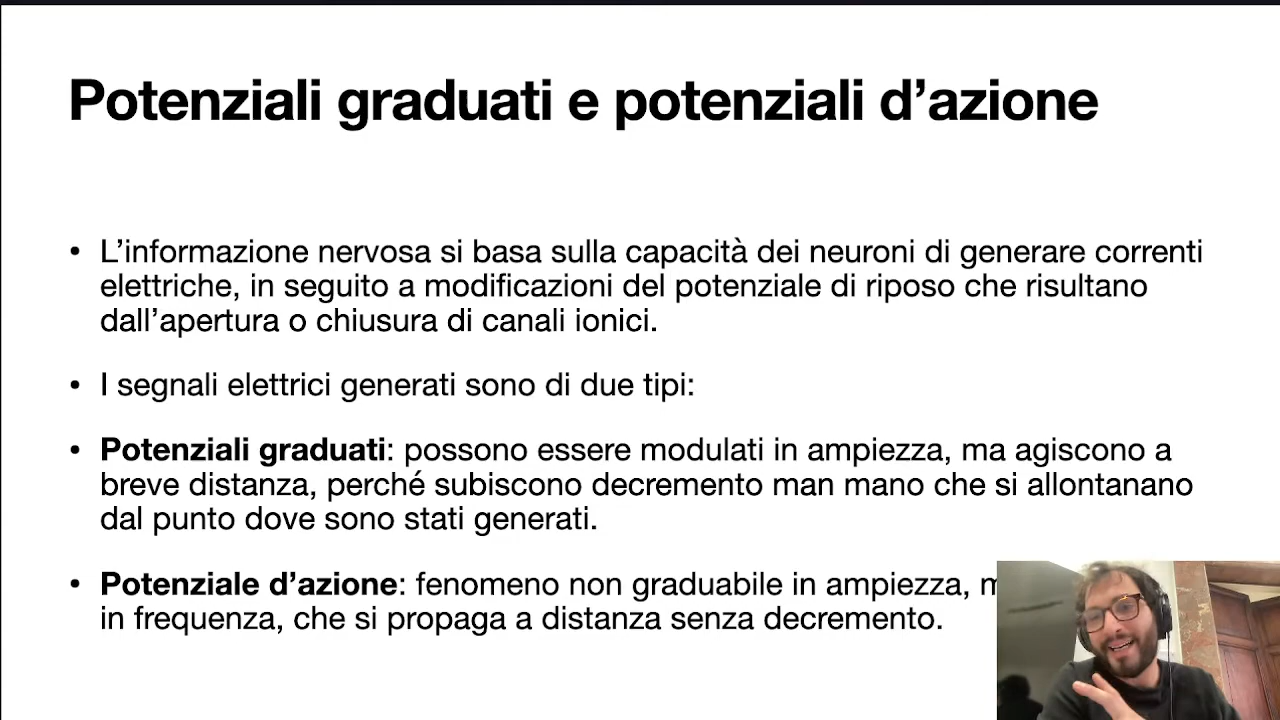 Potenziali graduati e potenziali d’azione
• L’informazione nervosa si basa sulla capacità dei neuroni di generare correnti
elettriche, in seguito a modificazioni del potenziale di riposo che risultano
dall’apertura o chiusura di canali ionici.
• I segnali elettrici generati sono di due tipi:
• Potenziali graduati: possono essere modulati in ampiezza, ma agiscono a
breve distanza, perché subiscono decremento man mano che si allontanano
dal punto dove sono stati generati.
• Potenziale d’azione: fenomeno non graduabile in ampiezza,
in frequenza, che si propaga a distanza senza decremento.